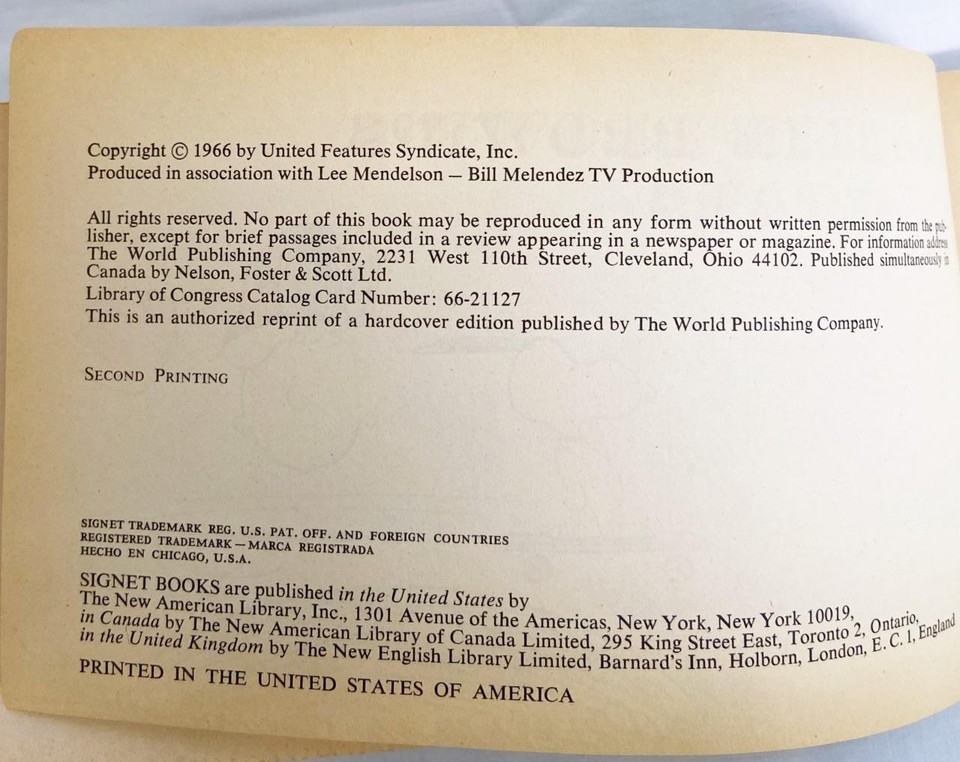 Copyright © 1966 by United Features Syndicate, Inc.
Produced in association with Lee Mendelson — Bill Melendez TV Production
All rights reserved. No part of this book may be reproduced in any form without written permission from the pub-
lisher, except for brief passages included in a review appearing in a newspaper or magazine. For information address
The World Publishing Company, 2231 West 110th Street, Cleveland, Ohio 44102. Published simultaneously in
Canada by Nelson, Foster & Scott Ltd.
Library of Congress Catalog Card Number: 66-21127
This is an authorized reprint of a hardcover edition published by The World Publishing Company.
SECOND PRINTING
SIGNET TRADEMARK REG. U.S. PAT. OFF. AND FOREIGN COUNTRIES
REGISTERED TRADEMARK — MARCA REGISTRADA
HECHO EN CHICAGO, U.S.A.
SIGNET BOOKS are published in the United States by
The New American Library, Inc., 1301 Avenue of the Americas, New York, New York 10019,
in Canada by The New American Library of Canada Limited, 295 King Street East, Toronto 2, Ontario,
in the United Kingdom by The New English Library Limited, Barnard's Inn, Holborn, London, E. C. 1, England
PRINTED IN THE UNITED STATES OF AMERICA